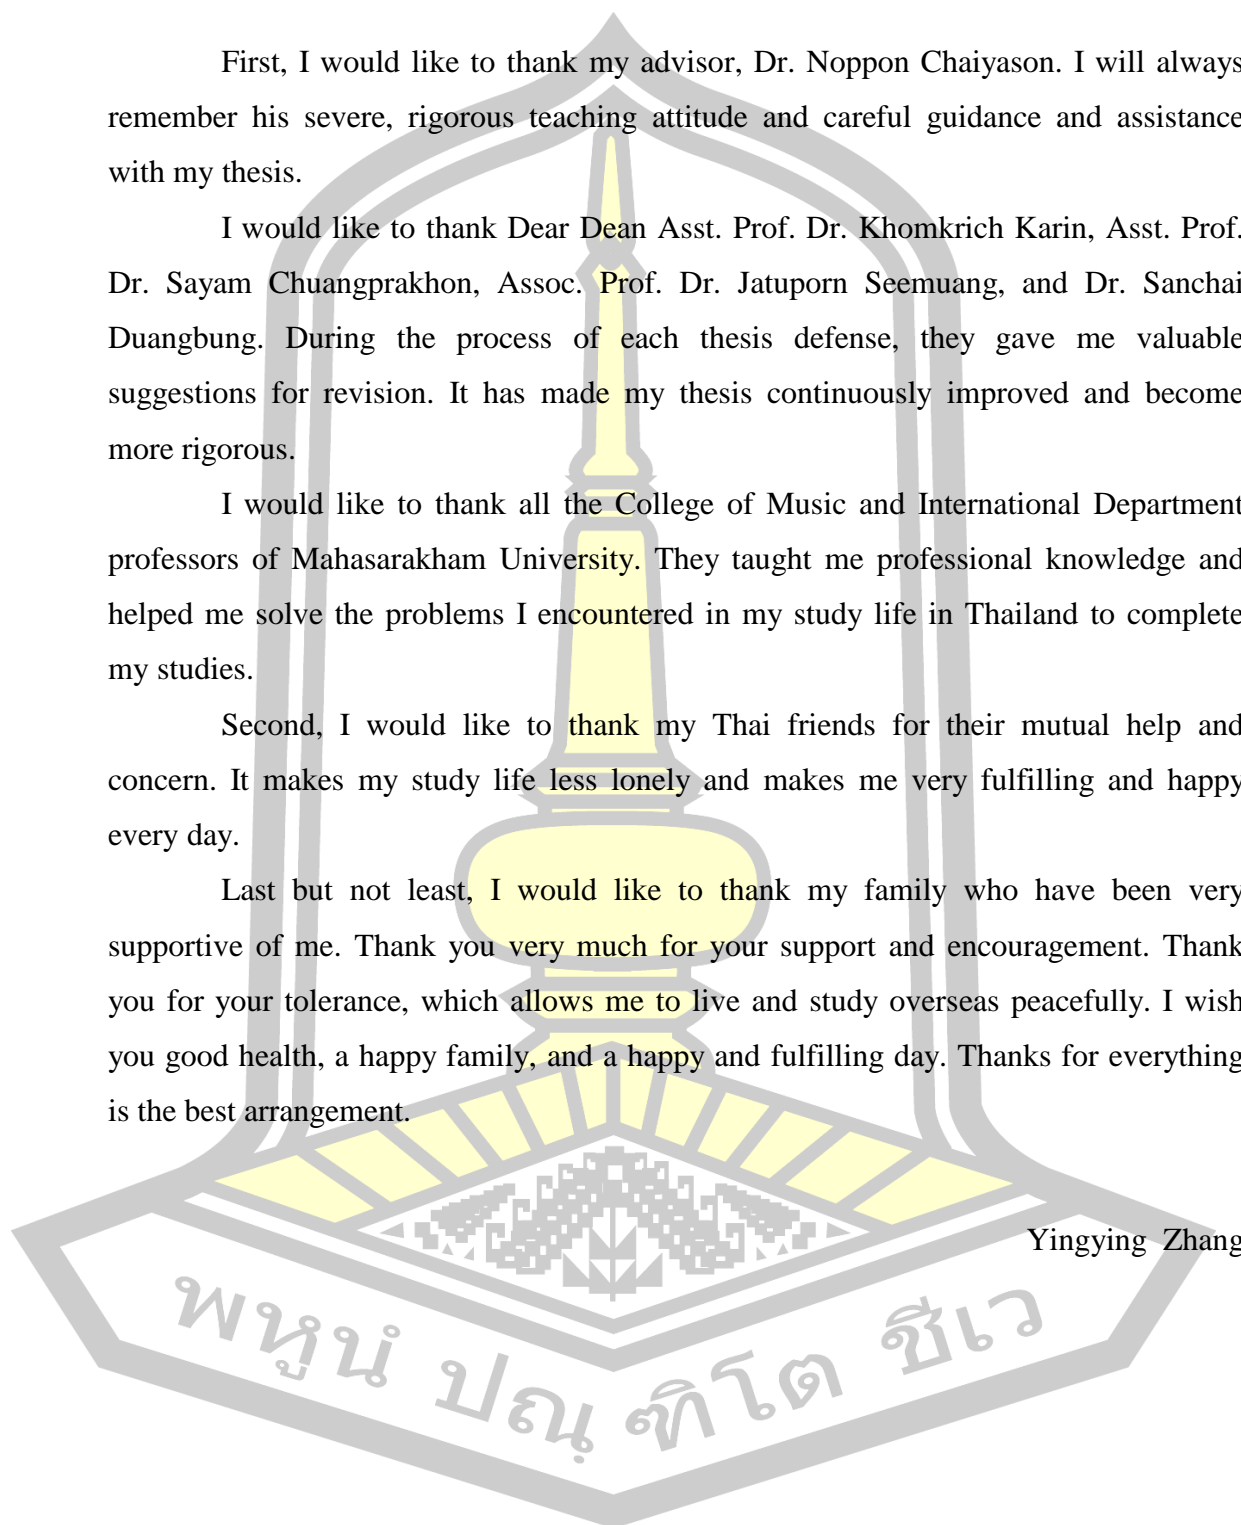 First, I would like to thank my advisor, Dr. Noppon Chaiyason. I will always
remember his severe, rigorous teaching attitude and careful guidance and assistance
with my thesis.
I would like to thank Dear Dean Asst. Prof. Dr. Khomkrich Karin, Asst. Prof.
Dr. Sayam Chuangprakhon, Assoc. Prof. Dr. Jatuporn Seemuang, and Dr. Sanchai
Duangbung. During the process of each thesis defense, they gave me valuable
suggestions for revision. It has made my thesis continuously improved and become
more rigorous.
I would like to thank all the College of Music and International Department
professors of Mahasarakham University. They taught me professional knowledge and
helped me solve the problems I encountered in my study life in Thailand to complete
my studies.
Second, I would like to thank my Thai friends for their mutual help and
concern. It makes my study life less lonely and makes me very fulfilling and happy
every day.
Last but not least, I would like to thank my family who have been very
supportive of me. Thank you very much for your support and encouragement. Thank
you for your tolerance, which allows me to live and study overseas peacefully. I wish
you good health, a happy family, and a happy and fulfilling day. Thanks for everything
is the best arrangement.
Yingying Zhang
พหูนํ ปณฺ ฑิโต ชีเว